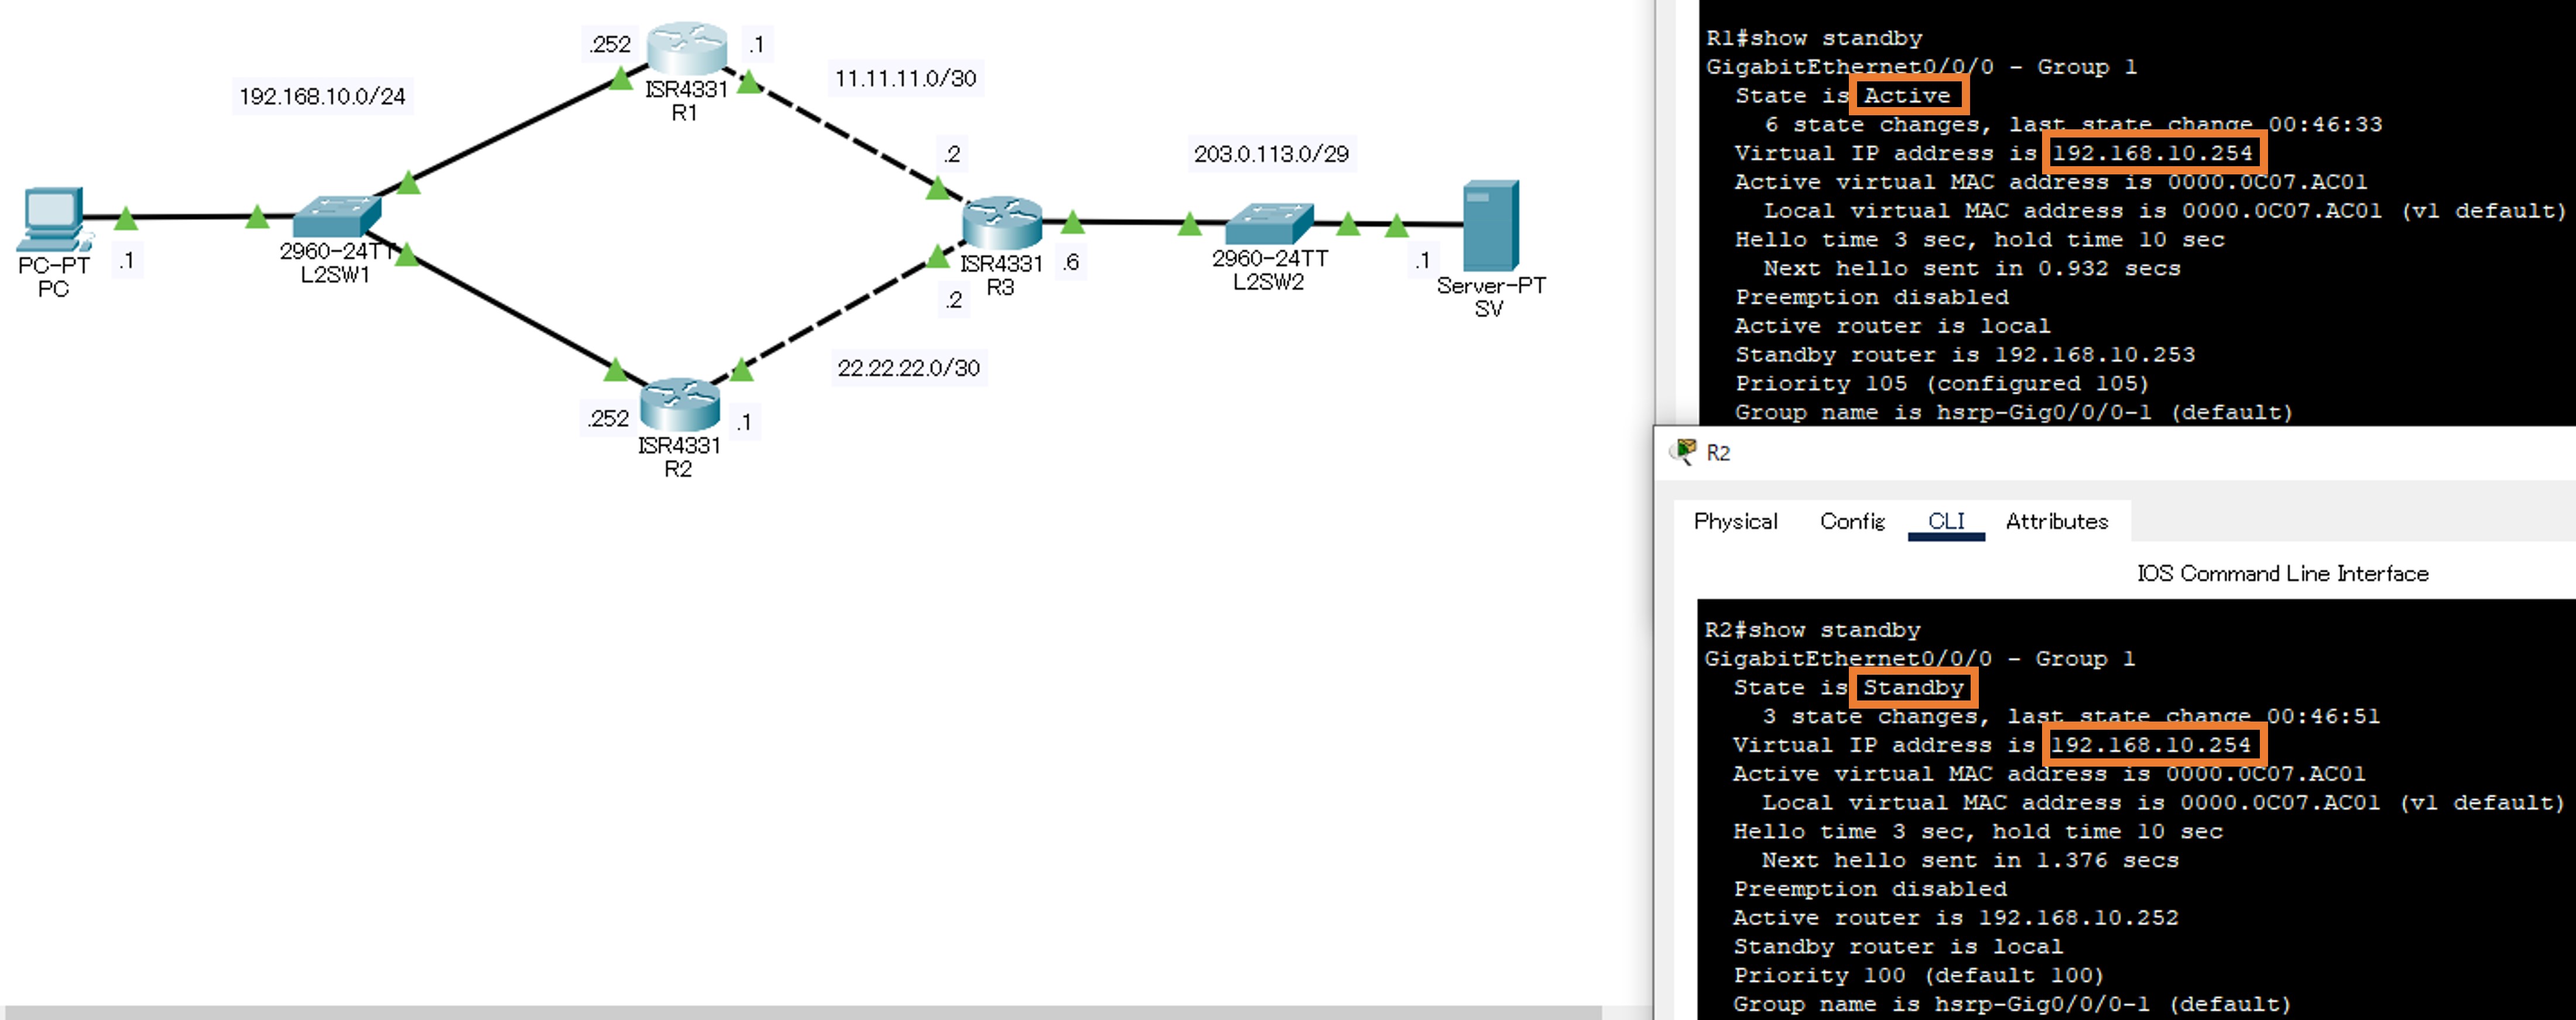 .252
.1
ISR4331
R1
192.168.10.0/24
11.11.11.0/30
.2
203.0.113.0/29
PC-PT
PC
.1
2960-24TT
L2SW1
ISR4331
R3
.6
.2
2960-24TT
L2SW2
.1
Server-PT
SV
22.22.22.0/30
.252
.1
ISR4331
R2
R1#show standby
GigabitEthernet0/0/0 - Group 1
State is Active
6 state changes, last state change 00:46:33
Virtual IP address is 192.168.10.254
Active virtual MAC address is 0000.0C07.AC01
Local virtual MAC address is 0000.0C07.AC01 (v1 default)
Hello time 3 sec, hold time 10 sec
Next hello sent in 0.932 secs
Preemption disabled
Active router is local
Standby router is 192.168.10.253
Priority 105 (configured 105)
Group name is hsrp-Gig0/0/0-1 (default)
R2
Physical Config CLI Attributes
IOS Command Line Interface
R2#show standby
GigabitEthernet0/0/0 - Group 1
State is Standby
3 state changes, last state change 00:46:51
Virtual IP address is 192.168.10.254
Active virtual MAC address is 0000.0C07.AC01
Local virtual MAC address is 0000.0C07.AC01 (v1 default)
Hello time 3 sec, hold time 10 sec
Next hello sent in 1.376 secs
Preemption disabled
Active router is 192.168.10.252
Standby router is local
Priority 100 (default 100)
Group name is hsrp-Gig0/0/0-1 (default)